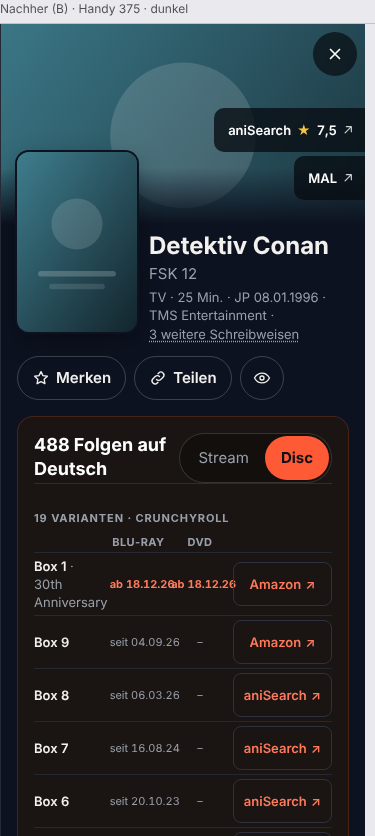 Nachher (B) · Handy 375 · dunkel
aniSearch ★ 7,5 ↗
MAL ↗
Detektiv Conan
FSK 12
TV · 25 Min. · JP 08.01.1996 ·
TMS Entertainment ·
3 weitere Schreibweisen
Merken Teilen
488 Folgen auf
Deutsch
Stream Disc
19 VARIANTEN · CRUNCHYROLL
BLU-RAY DVD
Box 1 ·
30th
Anniversary
ab 18.12.26 ab 18.12.26 Amazon ↗
Box 9 seit 04.09.26 – Amazon ↗
Box 8 seit 06.03.26 – aniSearch ↗
Box 7 seit 16.08.24 – aniSearch ↗
Box 6 seit 20.10.23 – aniSearch ↗